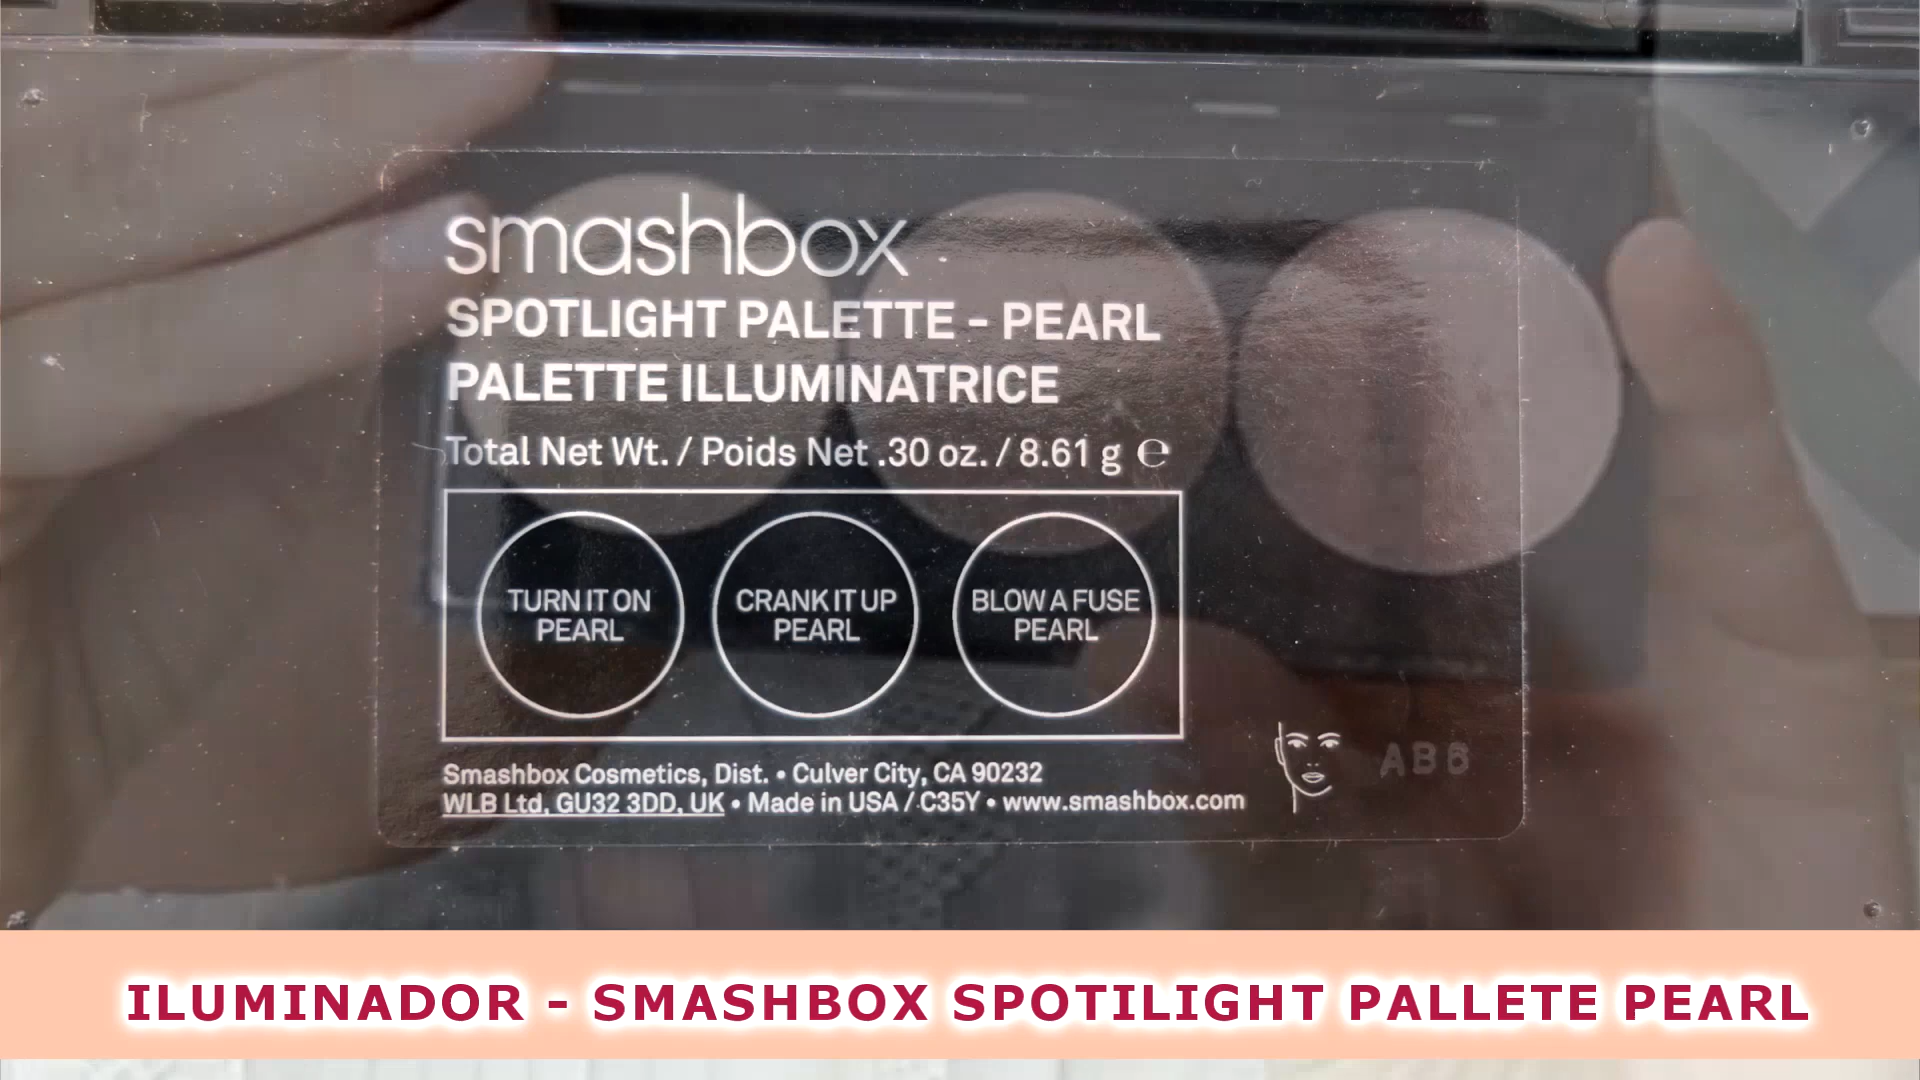 smashbox
SPOTLIGHT PALETTE - PEARL
PALETTE ILLUMINATRICE
Total Net Wt. / Poids Net .30 oz. / 8.61 g ℮
TURN IT ON
PEARL
CRANK IT UP
PEARL
BLOW A FUSE
PEARL
Smashbox Cosmetics, Dist. • Culver City, CA 90232
WLB Ltd, GU32 3DD, UK • Made in USA / C35Y • www.smashbox.com
AB6
ILUMINADOR - SMASHBOX SPOTILIGHT PALLETE PEARL